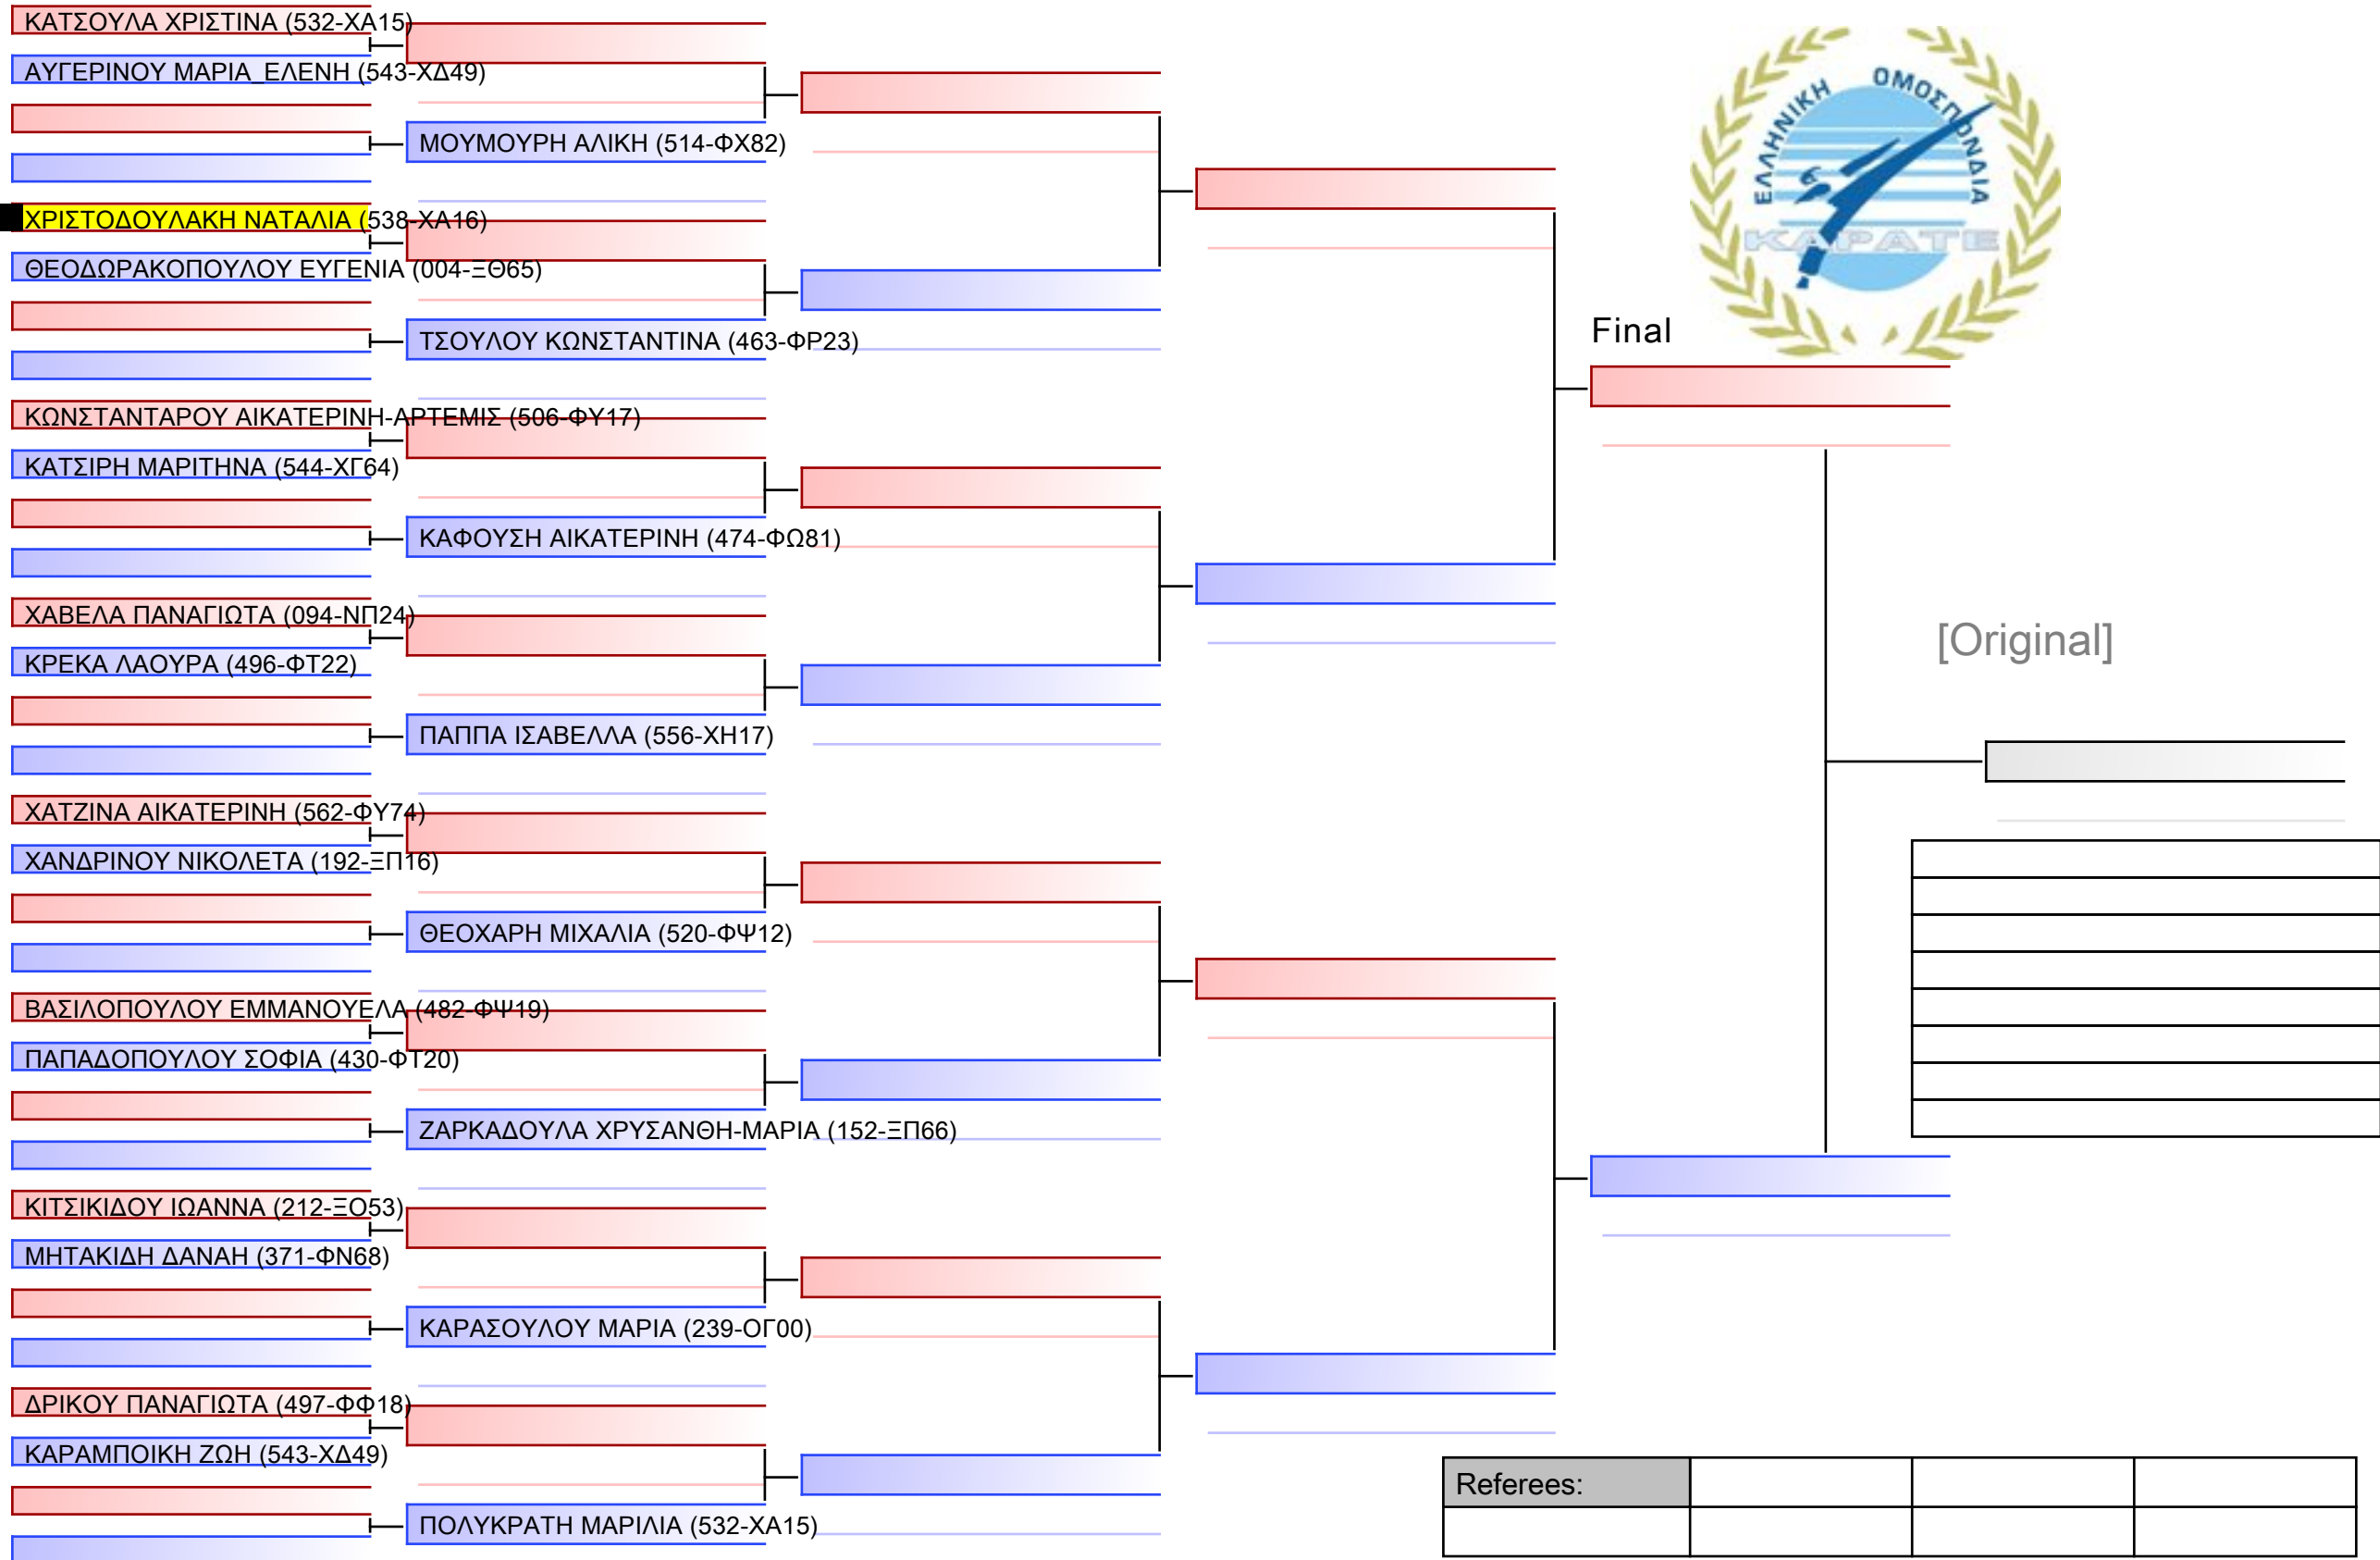 ΚΑΤΣΟΥΛΑ ΧΡΙΣΤΙΝΑ (532-ΧΑ15)
ΑΥΓΕΡΙΝΟΥ ΜΑΡΙΑ_ΕΛΕΝΗ (543-ΧΔ49)
ΜΟΥΜΟΥΡΗ ΑΛΙΚΗ (514-ΦΧ82)
ΧΡΙΣΤΟΔΟΥΛΑΚΗ ΝΑΤΑΛΙΑ (538-ΧΑ16)
ΘΕΟΔΩΡΑΚΟΠΟΥΛΟΥ ΕΥΓΕΝΙΑ (004-ΞΘ65)
ΤΣΟΥΛΟΥ ΚΩΝΣΤΑΝΤΙΝΑ (463-ΦΡ23)
ΚΩΝΣΤΑΝΤΑΡΟΥ ΑΙΚΑΤΕΡΙΝΗ-ΑΡΤΕΜΙΣ (506-ΦΥ17)
ΚΑΤΣΙΡΗ ΜΑΡΙΤΗΝΑ (544-ΧΓ64)
ΚΑΦΟΥΣΗ ΑΙΚΑΤΕΡΙΝΗ (474-ΦΩ81)
ΧΑΒΕΛΑ ΠΑΝΑΓΙΩΤΑ (094-ΝΠ24)
ΚΡΕΚΑ ΛΑΟΥΡΑ (496-ΦΤ22)
ΠΑΠΠΑ ΙΣΑΒΕΛΛΑ (556-ΧΗ17)
ΧΑΤΖΙΝΑ ΑΙΚΑΤΕΡΙΝΗ (562-ΦΥ74)
ΧΑΝΔΡΙΝΟΥ ΝΙΚΟΛΕΤΑ (192-ΞΠ16)
ΘΕΟΧΑΡΗ ΜΙΧΑΛΙΑ (520-ΦΨ12)
ΒΑΣΙΛΟΠΟΥΛΟΥ ΕΜΜΑΝΟΥΕΛΑ (482-ΦΨ19)
ΠΑΠΑΔΟΠΟΥΛΟΥ ΣΟΦΙΑ (430-ΦΤ20)
ΖΑΡΚΑΔΟΥΛΑ ΧΡΥΣΑΝΘΗ-ΜΑΡΙΑ (152-ΞΠ66)
ΚΙΤΣΙΚΙΔΟΥ ΙΩΑΝΝΑ (212-ΞΟ53)
ΜΗΤΑΚΙΔΗ ΔΑΝΑΗ (371-ΦΝ68)
ΚΑΡΑΣΟΥΛΟΥ ΜΑΡΙΑ (239-ΟΓ00)
ΔΡΙΚΟΥ ΠΑΝΑΓΙΩΤΑ (497-ΦΦ18)
ΚΑΡΑΜΠΟΙΚΗ ΖΩΗ (543-ΧΔ49)
ΠΟΛΥΚΡΑΤΗ ΜΑΡΙΛΙΑ (532-ΧΑ15)
ΕΛΛΗΝΙΚΗ ΟΜΟΣΠΟΝΔΙΑ
ΚΑΡΑΤΕ
Final
[Original]
Referees: